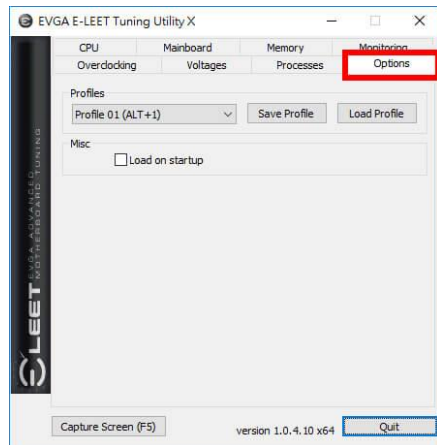 EVGA E-LEET Tuning Utility X
CPU Mainboard Memory Monitoring
Overclocking Voltages Processes Options
Profiles
Profile 01 (ALT+1) Save Profile Load Profile
Misc
Load on startup
EVGA ADVANCED
MOTHERBOARD TUNING
E-LEET
Capture Screen (F5) version 1.0.4.10 x64 Quit